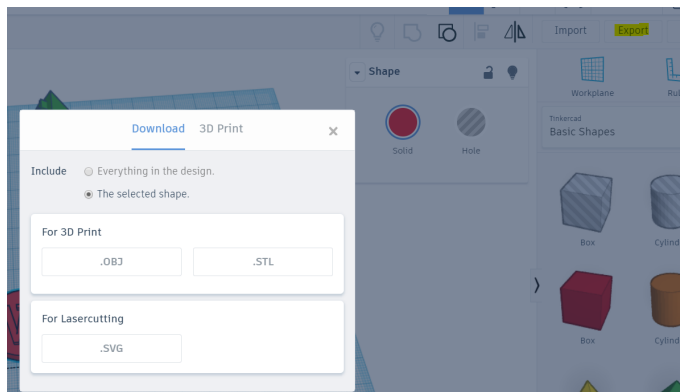 Import Export
Shape
Workplane Ru
Tinkercad
Basic Shapes
Solid Hole
Box Cylind
Box Cylind
Download 3D Print ×
Include Everything in the design.
The selected shape.
For 3D Print
.OBJ .STL
For Lasercutting
.SVG